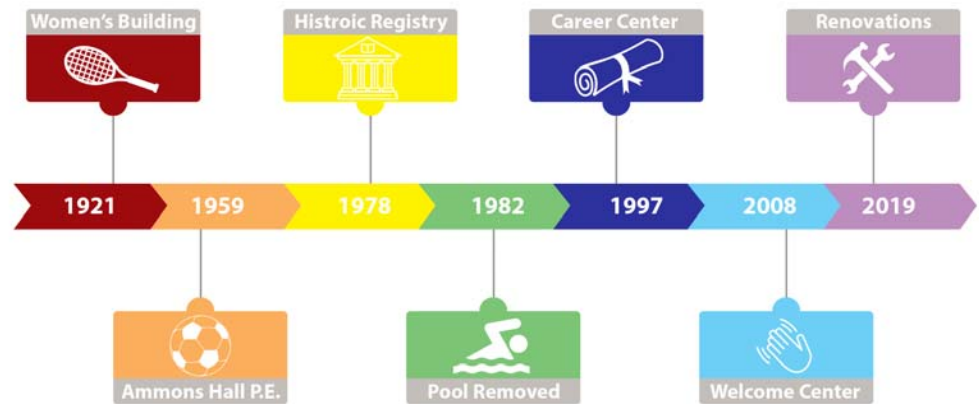 Women's Building
Histroic Registry
Career Center
Renovations
1921
1959
1978
1982
1997
2008
2019
Ammons Hall P.E.
Pool Removed
Welcome Center